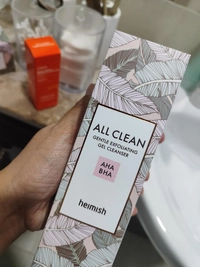 ALL CLEAN
GENTLE EXFOLIATING
GEL CLEANSER
AHA
BHA
heimish